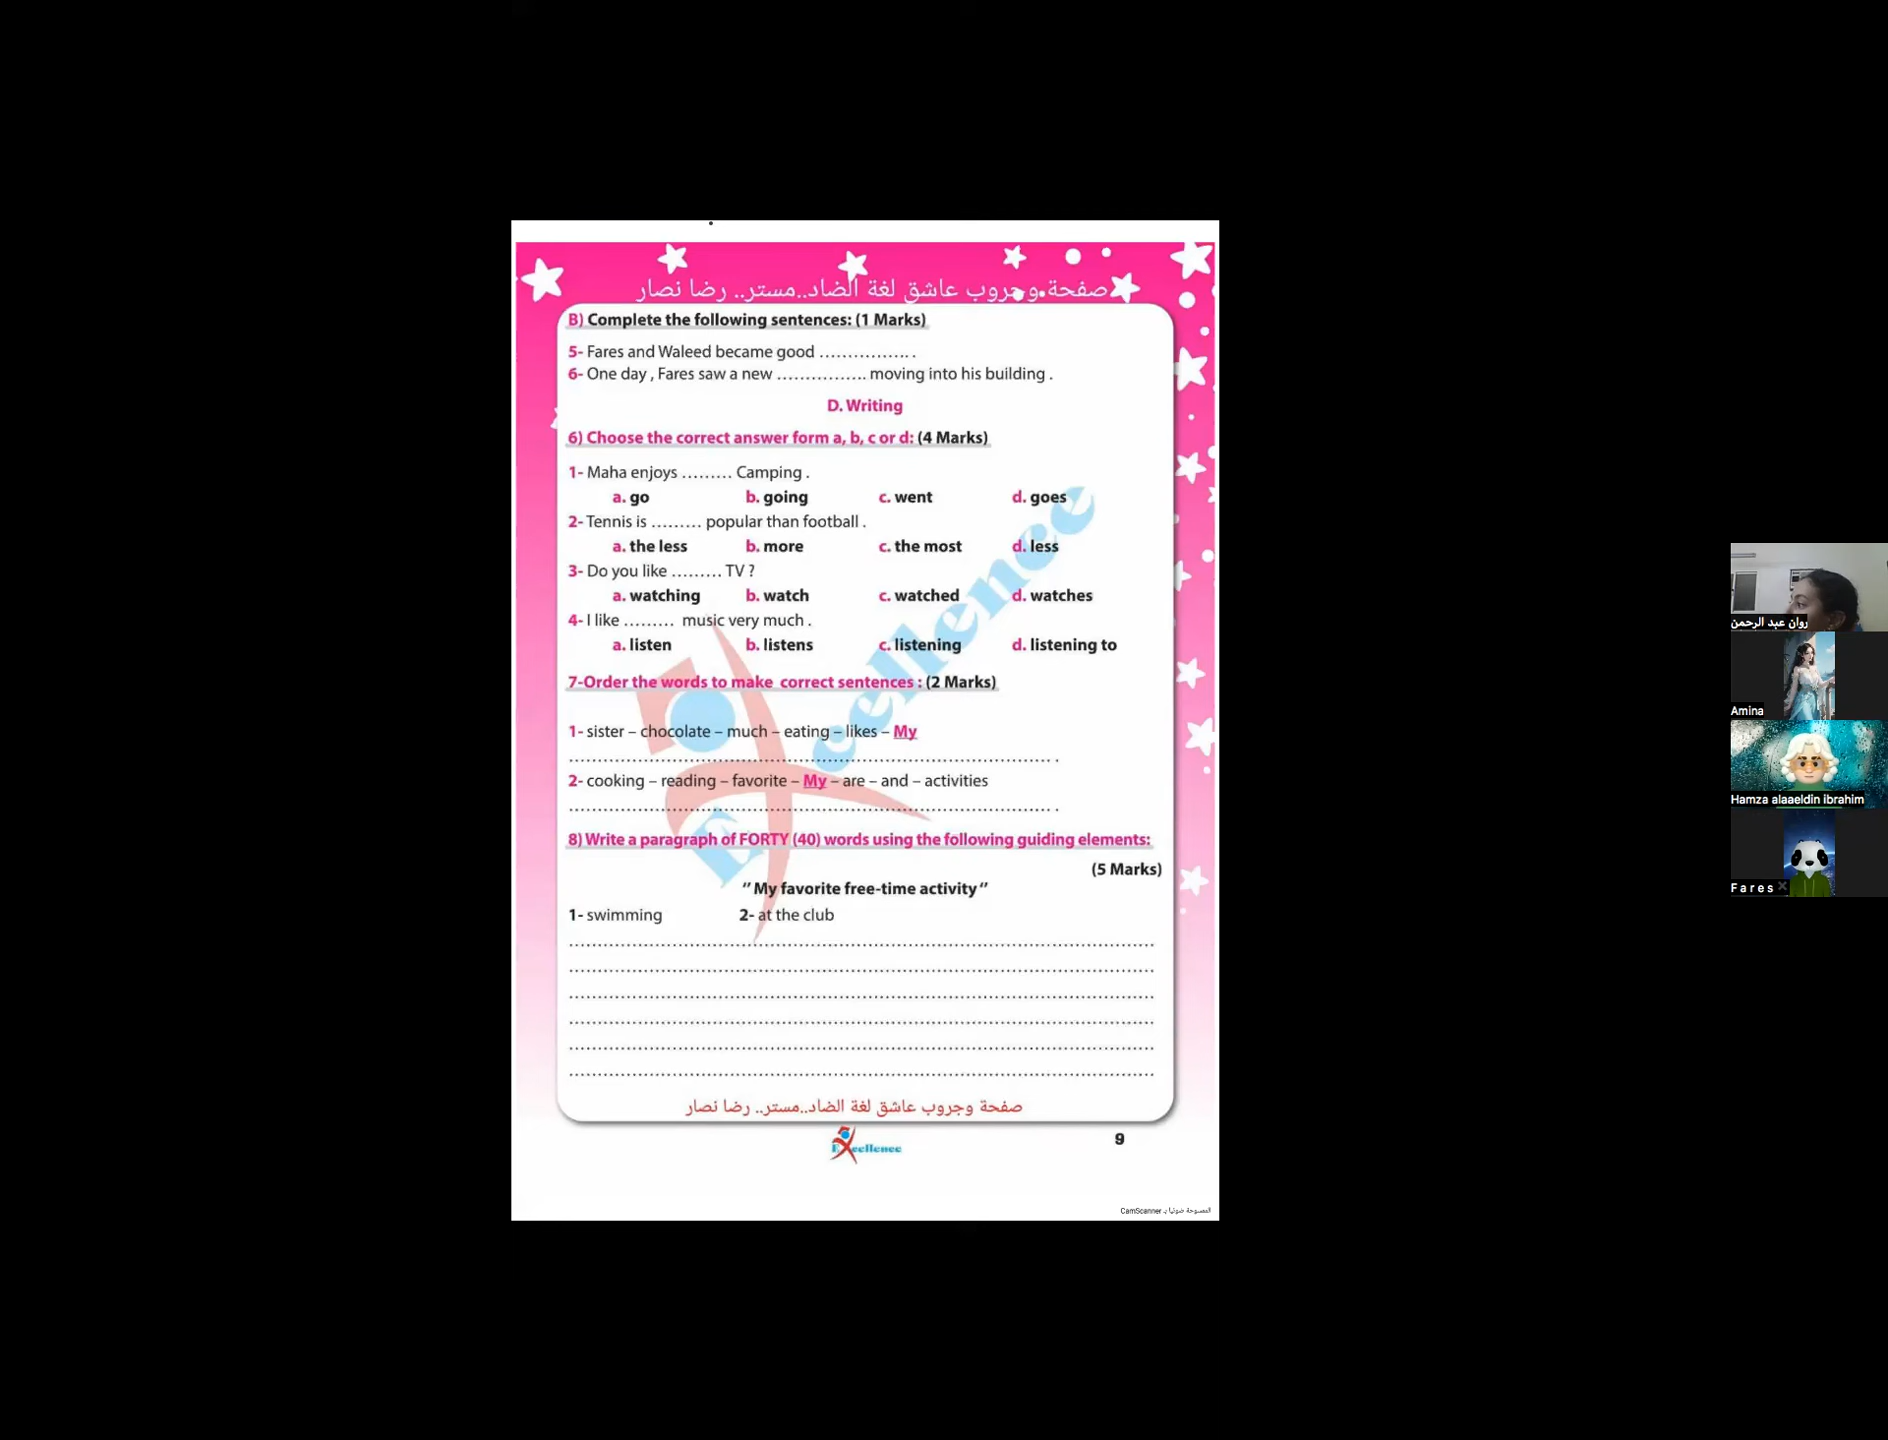 صفحة وجروب عاشق لغة الضاد..مستر.. رضا نصار
B) Complete the following sentences: (1 Marks)
5- Fares and Waleed became good ................. .
6- One day , Fares saw a new ................ moving into his building .
D. Writing
6) Choose the correct answer form a, b, c or d: (4 Marks)
1- Maha enjoys ......... Camping .
a. go b. going c. went d. goes
2- Tennis is ......... popular than football .
a. the less b. more c. the most d. less
3- Do you like ......... TV ?
a. watching b. watch c. watched d. watches
4- I like ......... music very much .
a. listen b. listens c. listening d. listening to
7-Order the words to make correct sentences : (2 Marks)
1- sister – chocolate – much – eating – likes – My
2- cooking – reading – favorite – My – are – and – activities
8) Write a paragraph of FORTY (40) words using the following guiding elements:
(5 Marks)
"My favorite free-time activity"
1- swimming 2- at the club
صفحة وجروب عاشق لغة الضاد..مستر.. رضا نصار
Excellence
9
الممسوحة ضوئيا بـ CamScanner
Excellence
روان عبد الرحمن
Amina
Hamza alaaeldin ibrahim
Fares